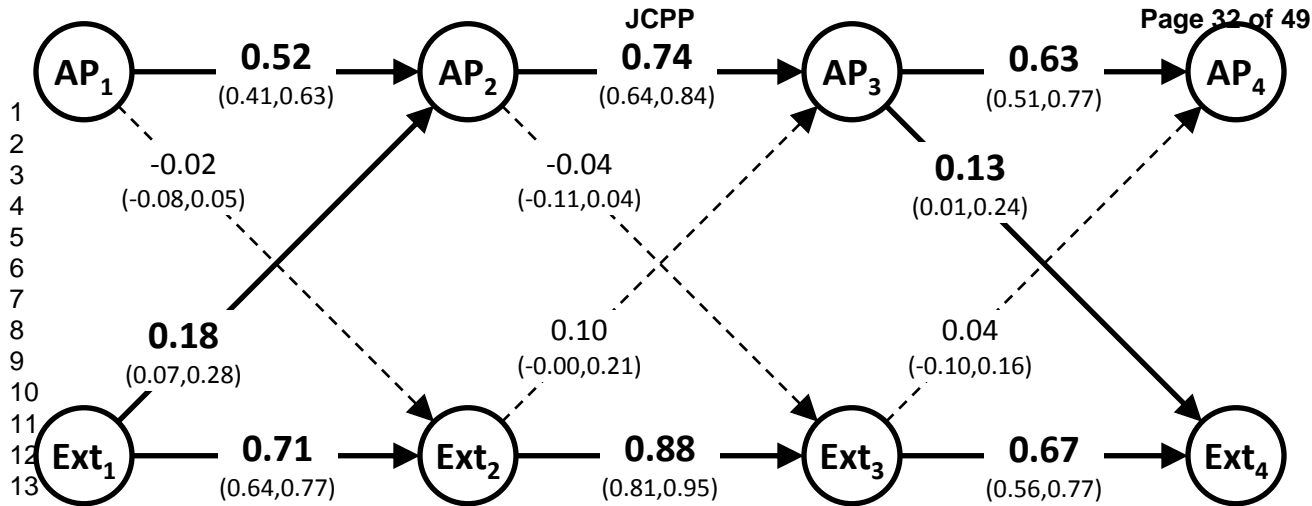 JCPP
Page 32 of 49
AP1 0.52 AP2 0.74 AP3 0.63 AP4
(0.41,0.63) (0.64,0.84) (0.51,0.77)
1
2
3
4
5
6
7
8
9
10
11
12
13
-0.02 -0.04 0.13
(-0.08,0.05) (-0.11,0.04) (0.01,0.24)
0.18 0.10 0.04
(0.07,0.28) (-0.00,0.21) (-0.10,0.16)
Ext1 0.71 Ext2 0.88 Ext3 0.67 Ext4
(0.64,0.77) (0.81,0.95) (0.56,0.77)